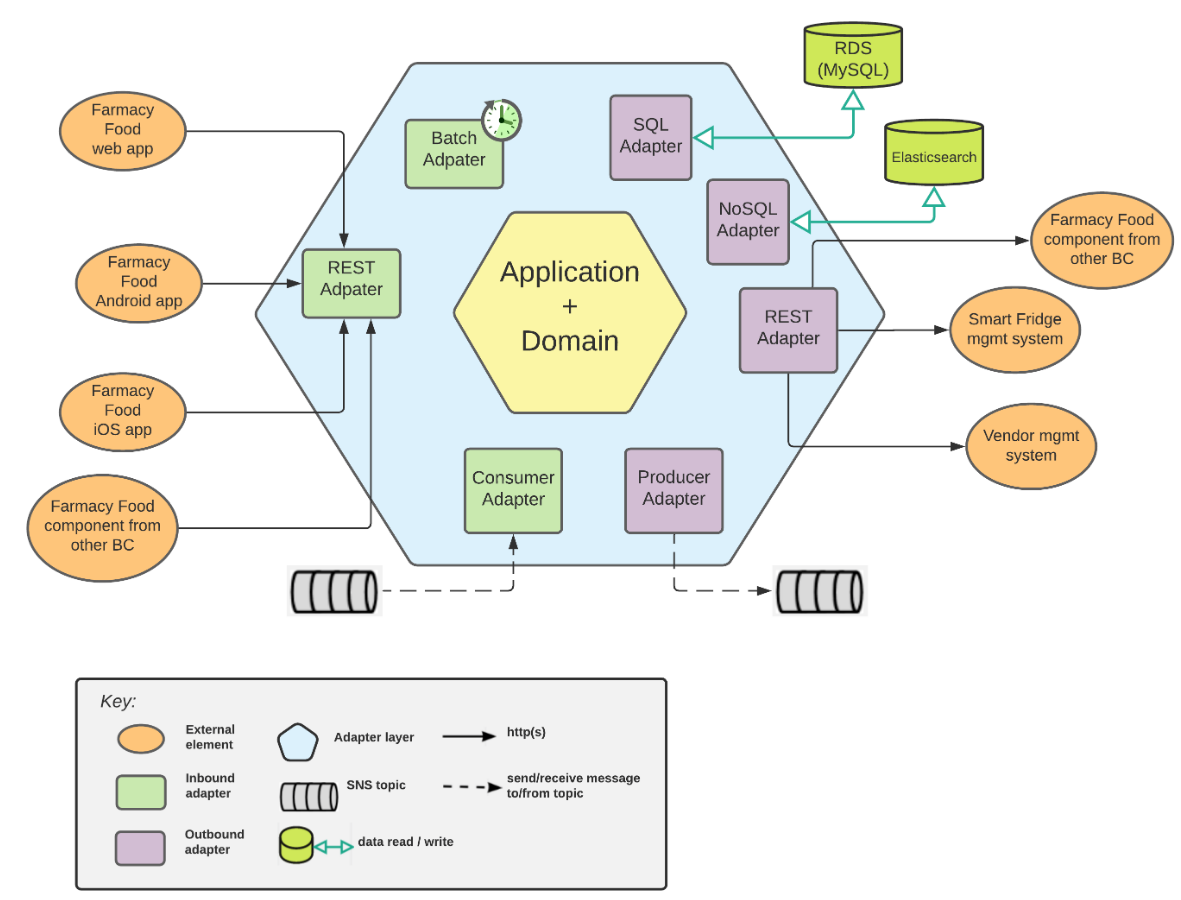 RDS
(MySQL)
Farmacy
Food
web app
Batch
Adpater
SQL
Adapter
Elasticsearch
NoSQL
Adapter
Farmacy Food
component from
other BC
Farmacy
Food
Android app
REST
Adpater
Application
+
Domain
REST
Adapter
Smart Fridge
mgmt system
Farmacy
Food
iOS app
Vendor mgmt
system
Farmacy Food
component from
other BC
Consumer
Adapter
Producer
Adapter
Key:
External
element
Adapter layer
http(s)
Inbound
adapter
SNS topic
send/receive message
to/from topic
Outbound
adapter
data read / write